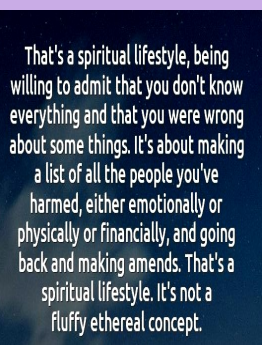 That's a spiritual lifestyle, being
willing to admit that you don't know
everything and that you were wrong
about some things. It's about making
a list of all the people you've
harmed, either emotionally or
physically or financially, and going
back and making amends. That's a
spiritual lifestyle. It's not a
fluffy ethereal concept.